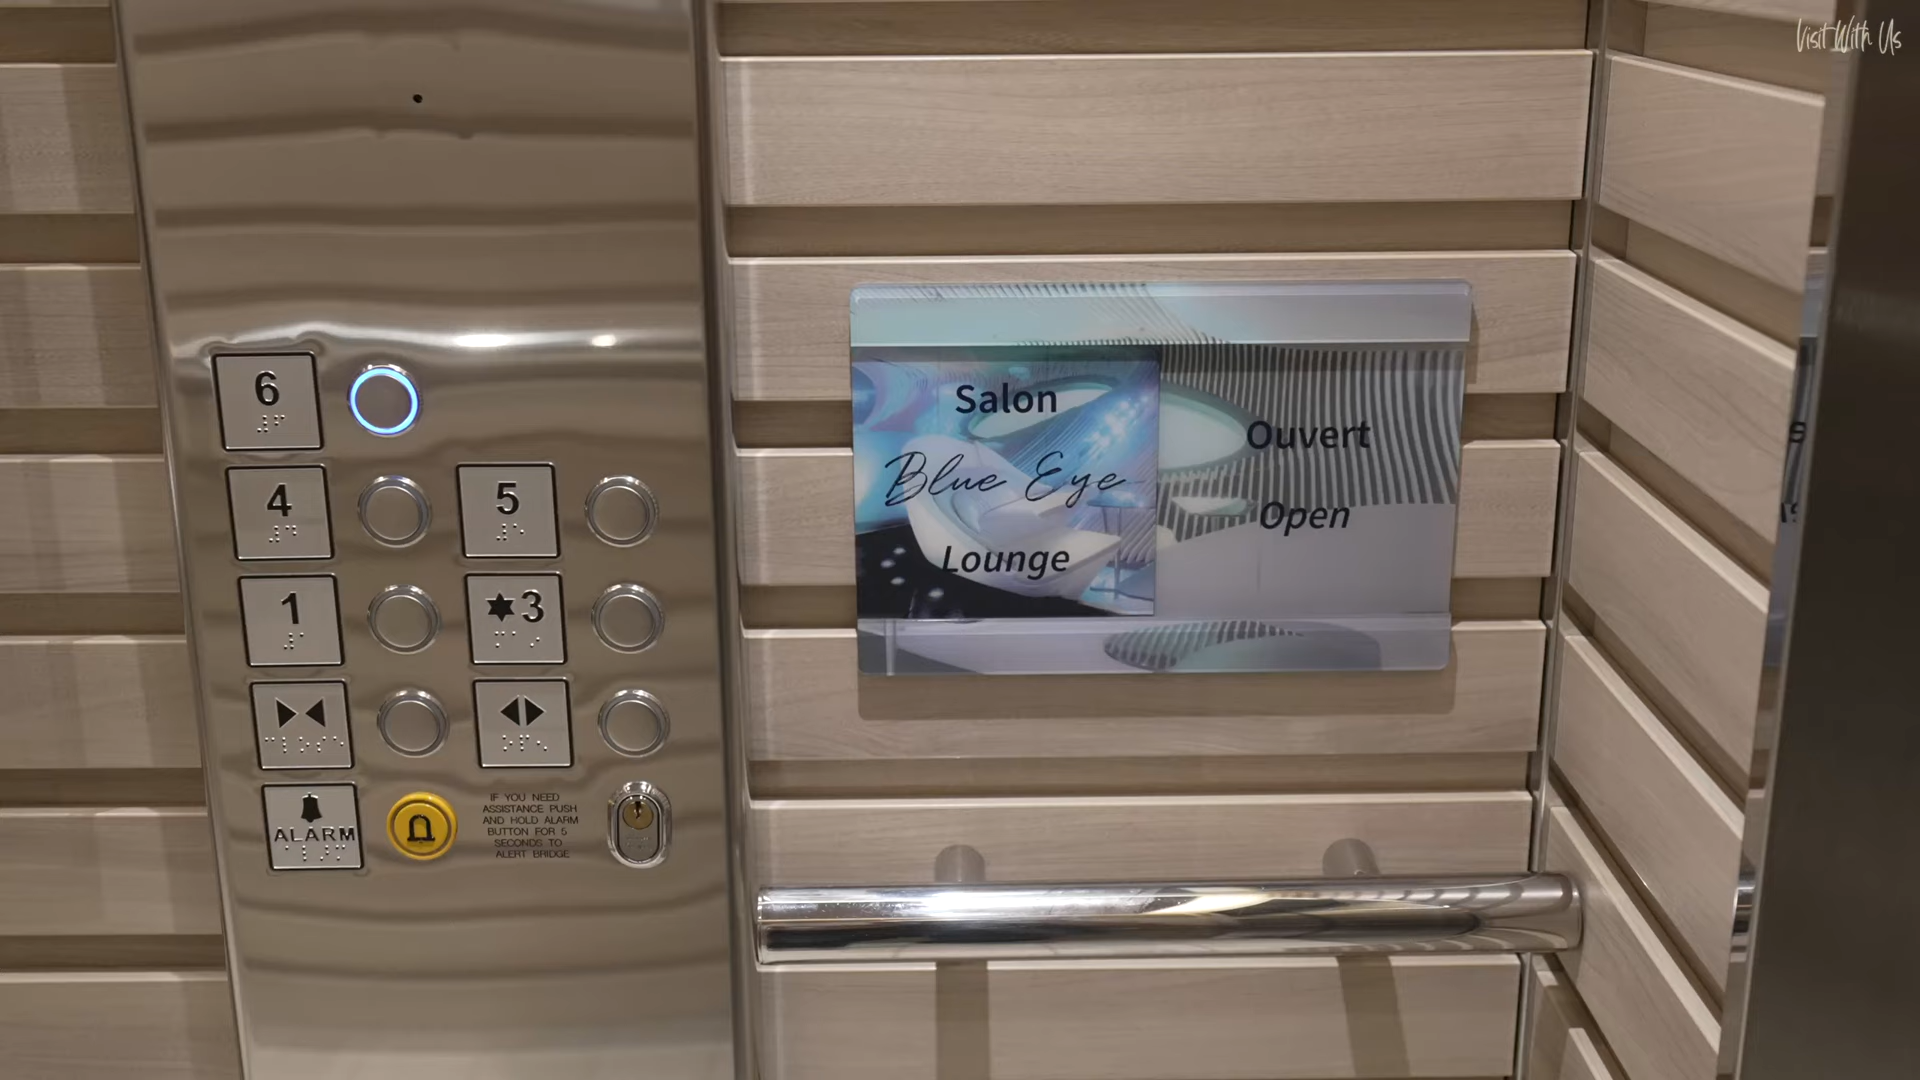 Visit With Us
6
4 5
1 ★3
ALARM
IF YOU NEED
ASSISTANCE PUSH
AND HOLD ALARM
BUTTON FOR 5
SECONDS TO
ALERT BRIDGE
Salon
Blue Eye
Lounge
Ouvert
Open